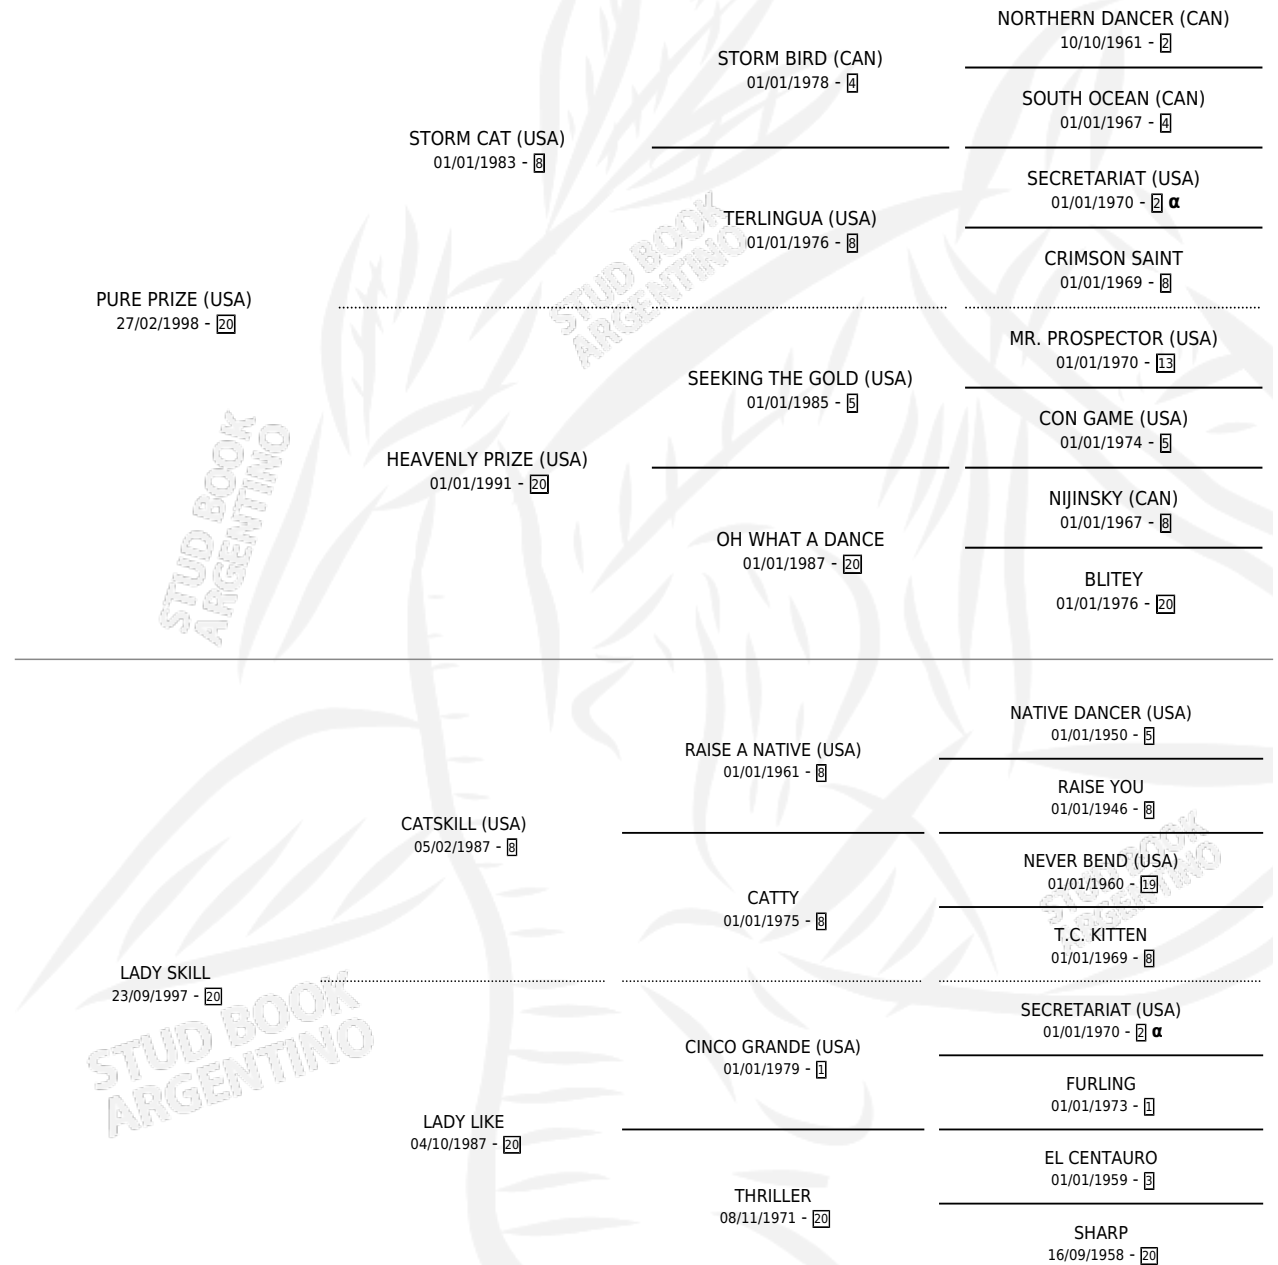 NORTHERN DANCER (CAN)
10/10/1961 - 2
STORM BIRD (CAN)
01/01/1978 - 4
SOUTH OCEAN (CAN)
01/01/1967 - 4
STORM CAT (USA)
01/01/1983 - 8
SECRETARIAT (USA)
01/01/1970 - 2 α
TERLINGUA (USA)
01/01/1976 - 8
CRIMSON SAINT
01/01/1969 - 8
STUD BOOK
ARGENTINO
PURE PRIZE (USA)
27/02/1998 - 20
MR. PROSPECTOR (USA)
01/01/1970 - 13
SEEKING THE GOLD (USA)
01/01/1985 - 5
CON GAME (USA)
01/01/1974 - 5
HEAVENLY PRIZE (USA)
01/01/1991 - 20
NIJINSKY (CAN)
01/01/1967 - 8
OH WHAT A DANCE
01/01/1987 - 20
BLITEY
01/01/1976 - 20
STUD BOOK
ARGENTINO
NATIVE DANCER (USA)
01/01/1950 - 5
RAISE A NATIVE (USA)
01/01/1961 - 8
RAISE YOU
01/01/1946 - 8
CATSKILL (USA)
05/02/1987 - 8
NEVER BEND (USA)
01/01/1960 - 19
CATTY
01/01/1975 - 8
T.C. KITTEN
01/01/1969 - 8
STUD BOOK
ARGENTINO
LADY SKILL
23/09/1997 - 20
STUD BOOK
ARGENTINO
SECRETARIAT (USA)
01/01/1970 - 2 α
CINCO GRANDE (USA)
01/01/1979 - 1
FURLING
01/01/1973 - 1
LADY LIKE
04/10/1987 - 20
EL CENTAURO
01/01/1959 - 3
THRILLER
08/11/1971 - 20
SHARP
16/09/1958 - 20